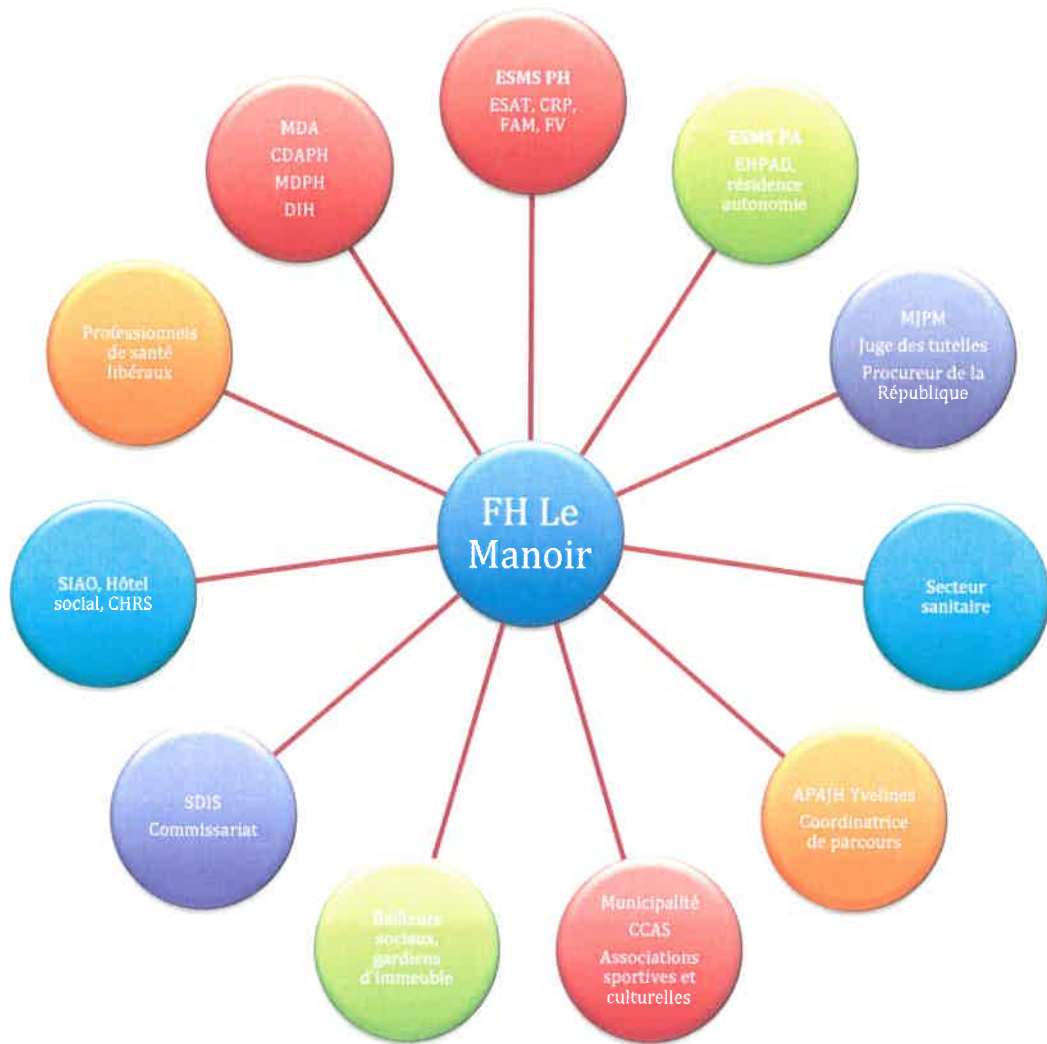 ESMS PH
ESAT, CRP,
FAM, FV
ESMS PA
EHPAD,
résidence
autonomie
MJPM
Juge des tutelles
Procureur de la
République
Secteur
sanitaire
APAJH Yvelines
Coordinatrice
de parcours
Municipalité
CCAS
Associations
sportives et
culturelles
Bailleurs
sociaux,
gardiens
d'immeuble
SDIS
Commissariat
SIAO, Hôtel
social, CHRS
Professionnels
de santé
libéraux
MDA
CDAPH
MDPH
DIH
FH Le
Manoir